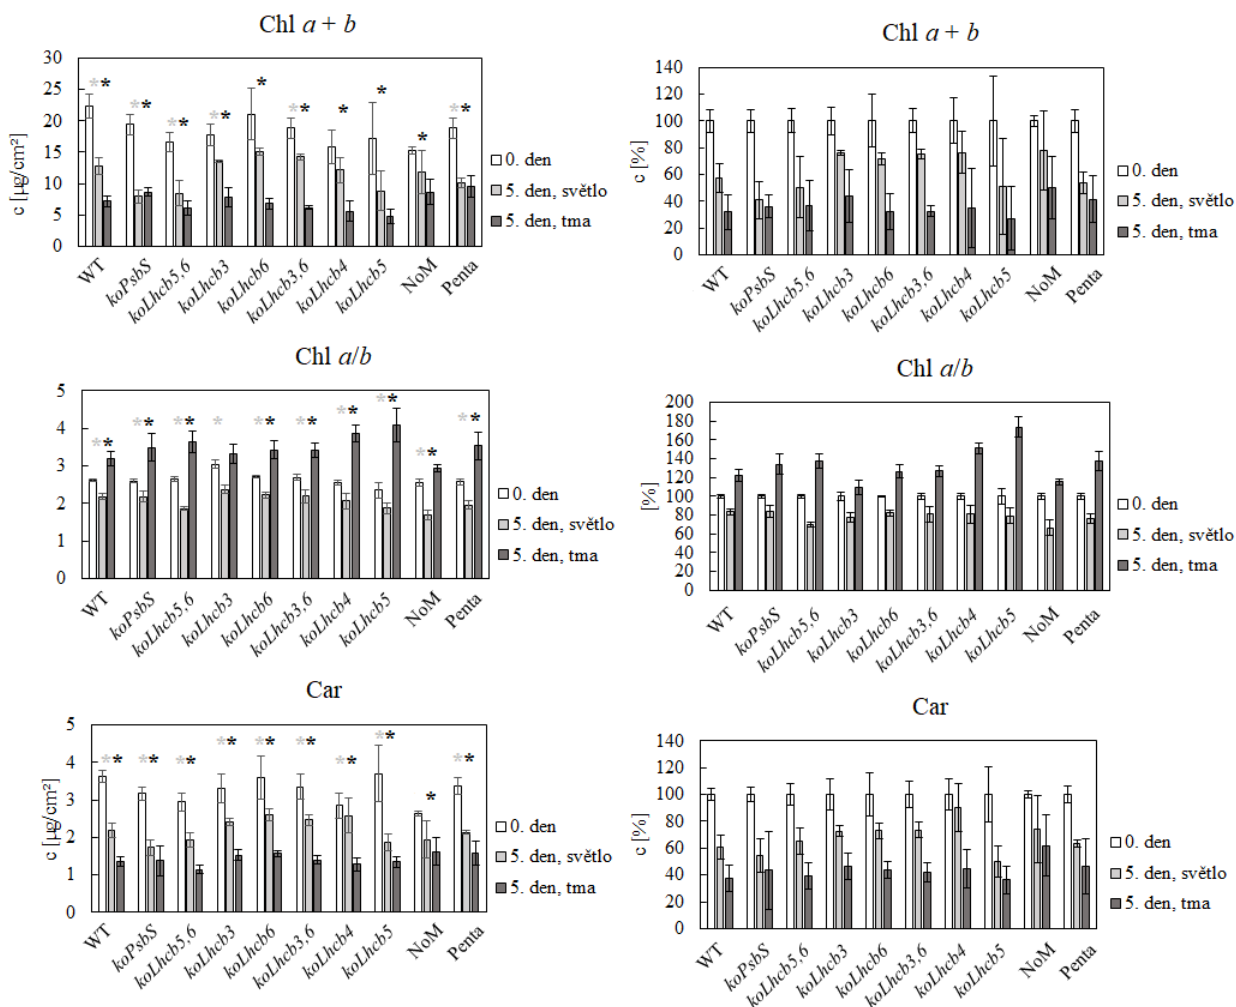 Chl a + b
30
25
20
15
10
5
0
c [µg/cm²]
* * * * * * * * * * * * * * * *
0. den
5. den, světlo
5. den, tma
WT
koPsbS
koLhcb5,6
koLhcb3
koLhcb6
koLhcb3,6
koLhcb4
koLhcb5
NoM
Penta
Chl a + b
140
120
100
80
60
40
20
0
c [%]
0. den
5. den, světlo
5. den, tma
WT
koPsbS
koLhcb5,6
koLhcb3
koLhcb6
koLhcb3,6
koLhcb4
koLhcb5
NoM
Penta
Chl a/b
5
4
3
2
1
0
* * * * * * * * * * * * * * * * * * *
0. den
5. den, světlo
5. den, tma
WT
koPsbS
koLhcb5,6
koLhcb3
koLhcb6
koLhcb3,6
koLhcb4
koLhcb5
NoM
Penta
Chl a/b
200
180
160
140
120
100
80
60
40
20
0
[%]
0. den
5. den, světlo
5. den, tma
WT
koPsbS
koLhcb5,6
koLhcb3
koLhcb6
koLhcb3,6
koLhcb4
koLhcb5
NoM
Penta
Car
5
4
3
2
1
0
c [µg/cm²]
* * * * * * * * * * * * * * * * * * *
0. den
5. den, světlo
5. den, tma
WT
koPsbS
koLhcb5,6
koLhcb3
koLhcb6
koLhcb3,6
koLhcb4
koLhcb5
NoM
Penta
Car
140
120
100
80
60
40
20
0
c [%]
0. den
5. den, světlo
5. den, tma
WT
koPsbS
koLhcb5,6
koLhcb3
koLhcb6
koLhcb3,6
koLhcb4
koLhcb5
NoM
Penta